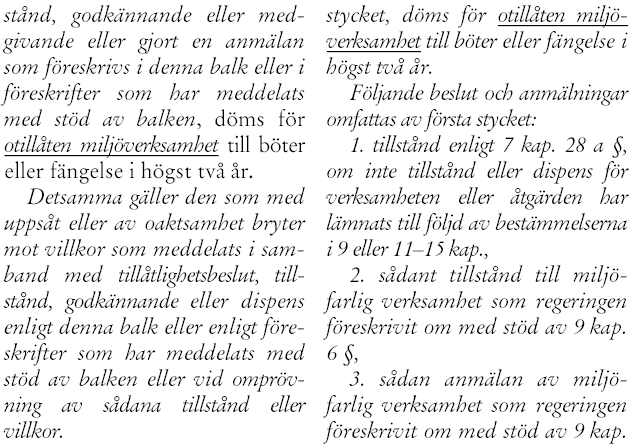 stånd, godkännande eller med-
givande eller gjort en anmälan
som föreskrivs i denna balk eller i
föreskrifter som har meddelats
med stöd av balken, döms för
otillåten miljöverksamhet till böter
eller fängelse i högst två år.
Detsamma gäller den som med
uppsåt eller av oaktsamhet bryter
mot villkor som meddelats i sam-
band med tillåtlighetsbeslut, till-
stånd, godkännande eller dispens
enligt denna balk eller enligt före-
skrifter som har meddelats med
stöd av balken eller vid ompröv-
ning av sådana tillstånd eller
villkor.
stycket, döms för otillåten miljö-
verksamhet till böter eller fängelse i
högst två år.
Följande beslut och anmälningar
omfattas av första stycket:
1. tillstånd enligt 7 kap. 28 a §,
om inte tillstånd eller dispens för
verksamheten eller åtgärden har
lämnats till följd av bestämmelserna
i 9 eller 11–15 kap.,
2. sådant tillstånd till miljö-
farlig verksamhet som regeringen
föreskrivit om med stöd av 9 kap.
6 §,
3. sådan anmälan av miljö-
farlig verksamhet som regeringen
föreskrivit om med stöd av 9 kap.